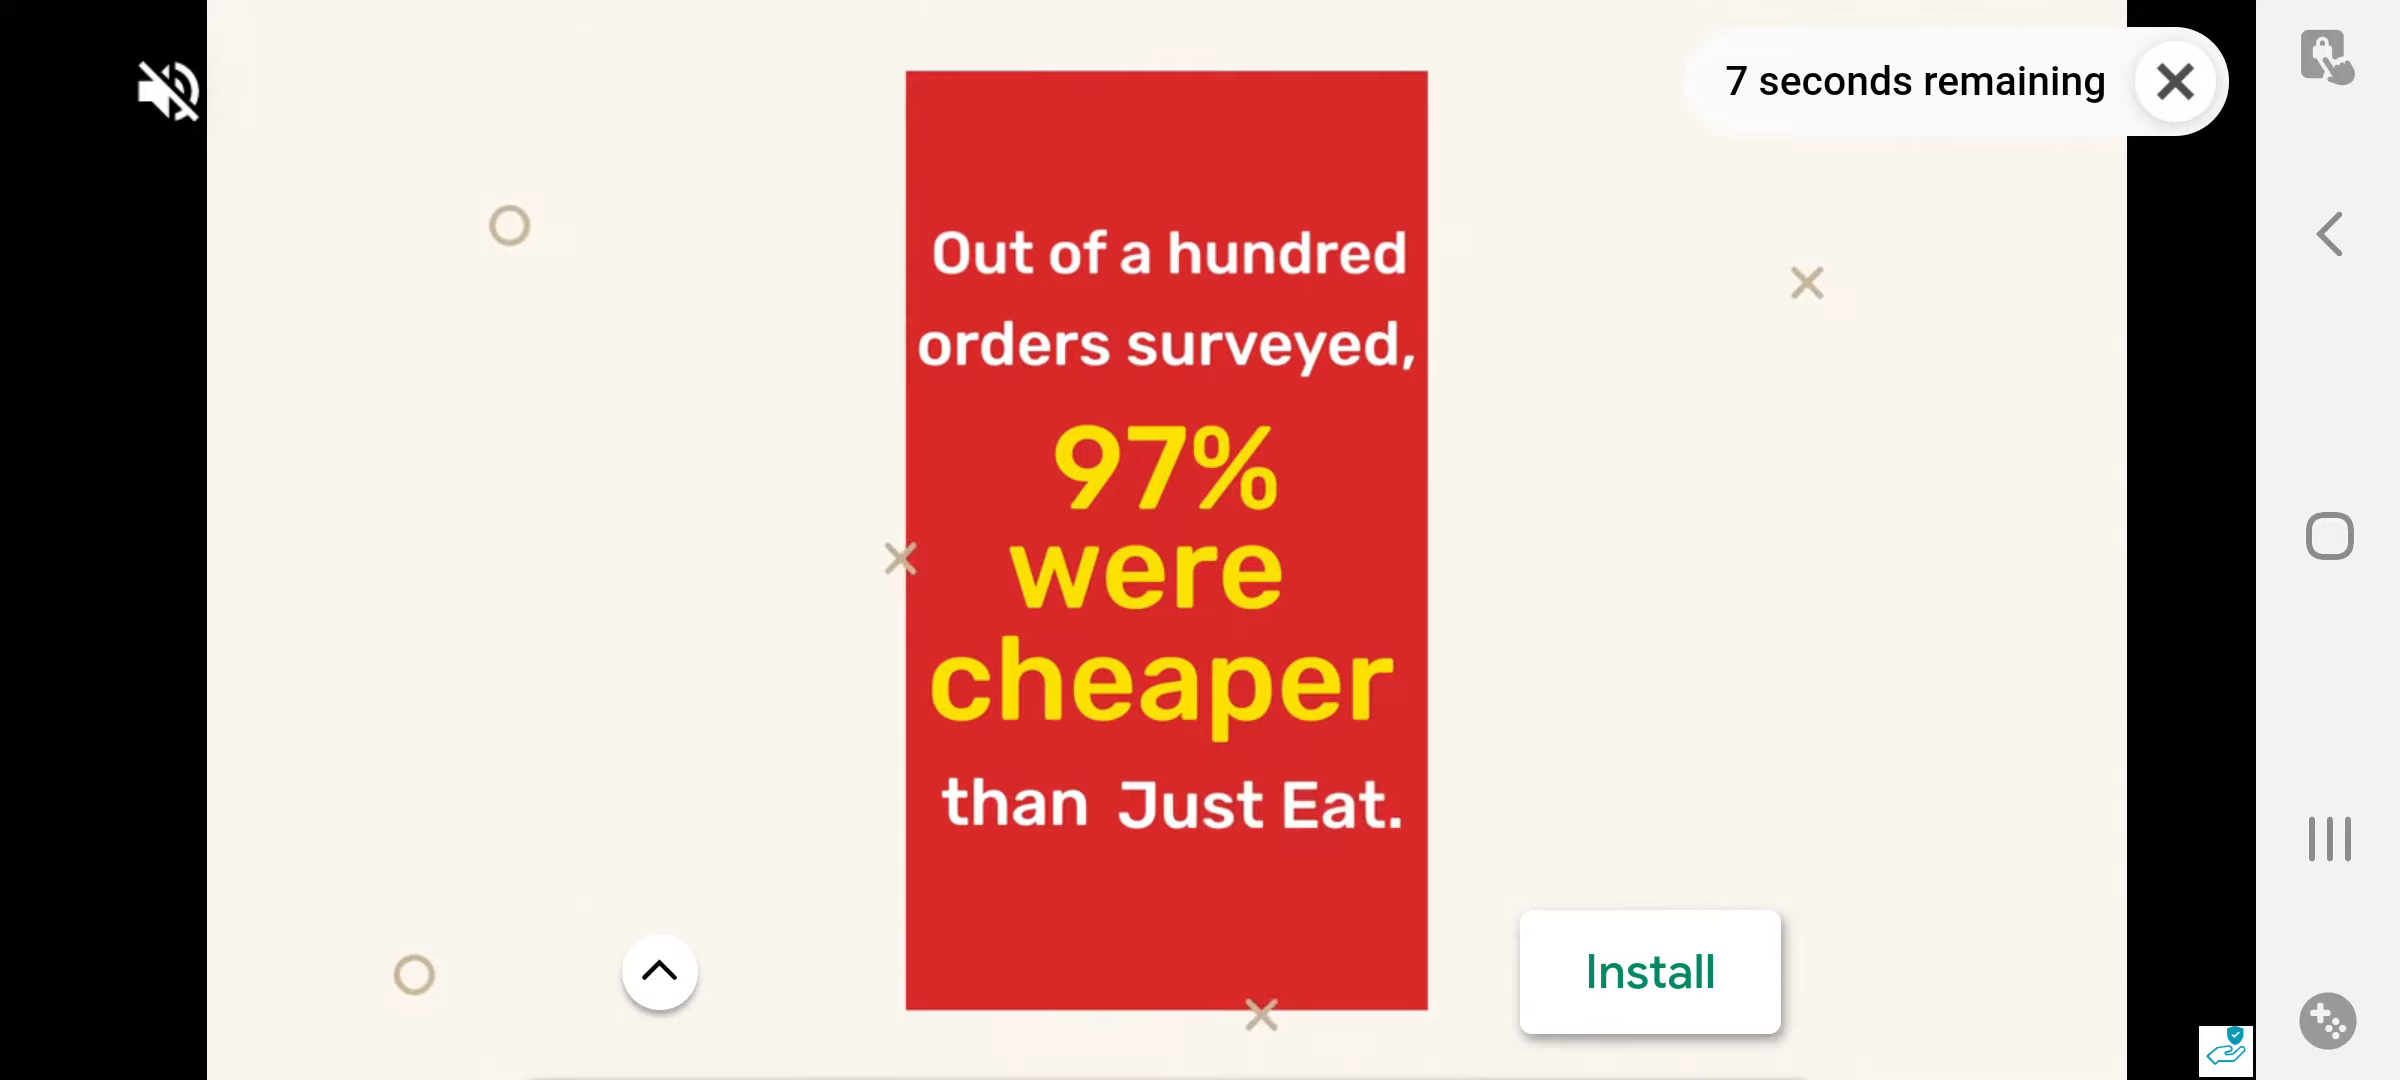 7 seconds remaining
Out of a hundred
orders surveyed,
97%
were
cheaper
than Just Eat.
Install